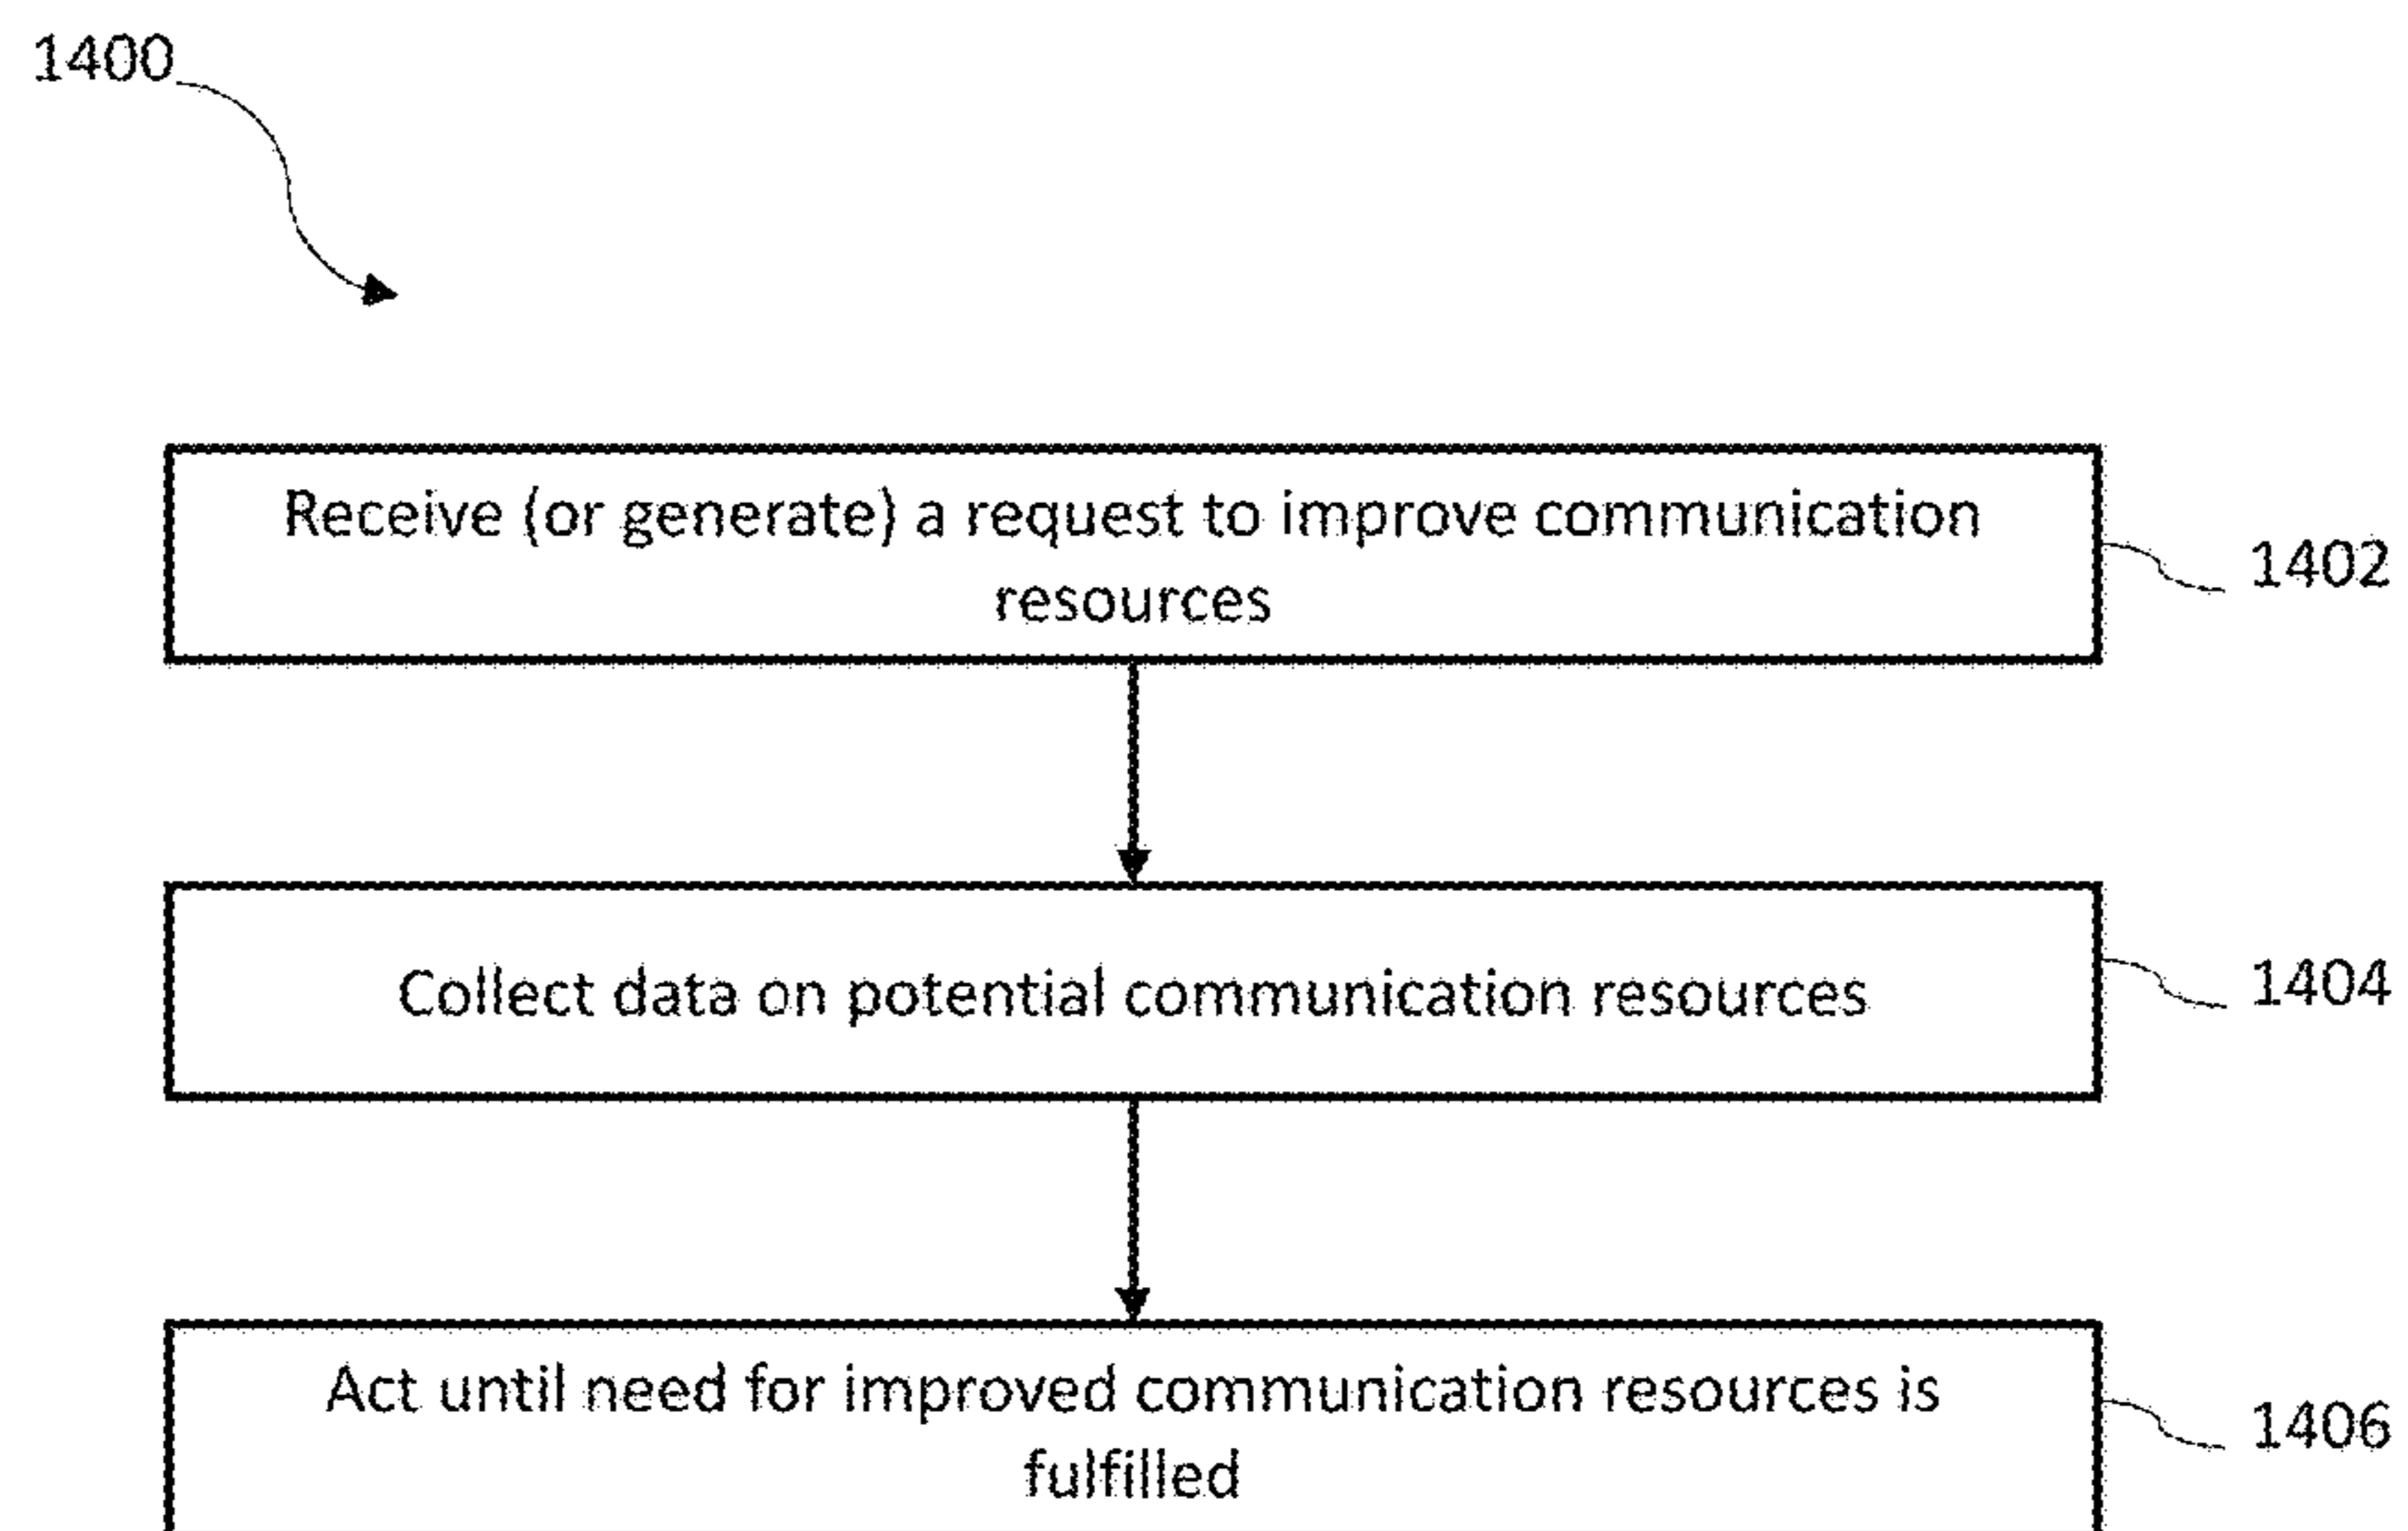 1400
Receive (or generate) a request to improve communication
resources
1402
Collect data on potential communication resources
1404
Act until need for improved communication resources is
fulfilled
1406